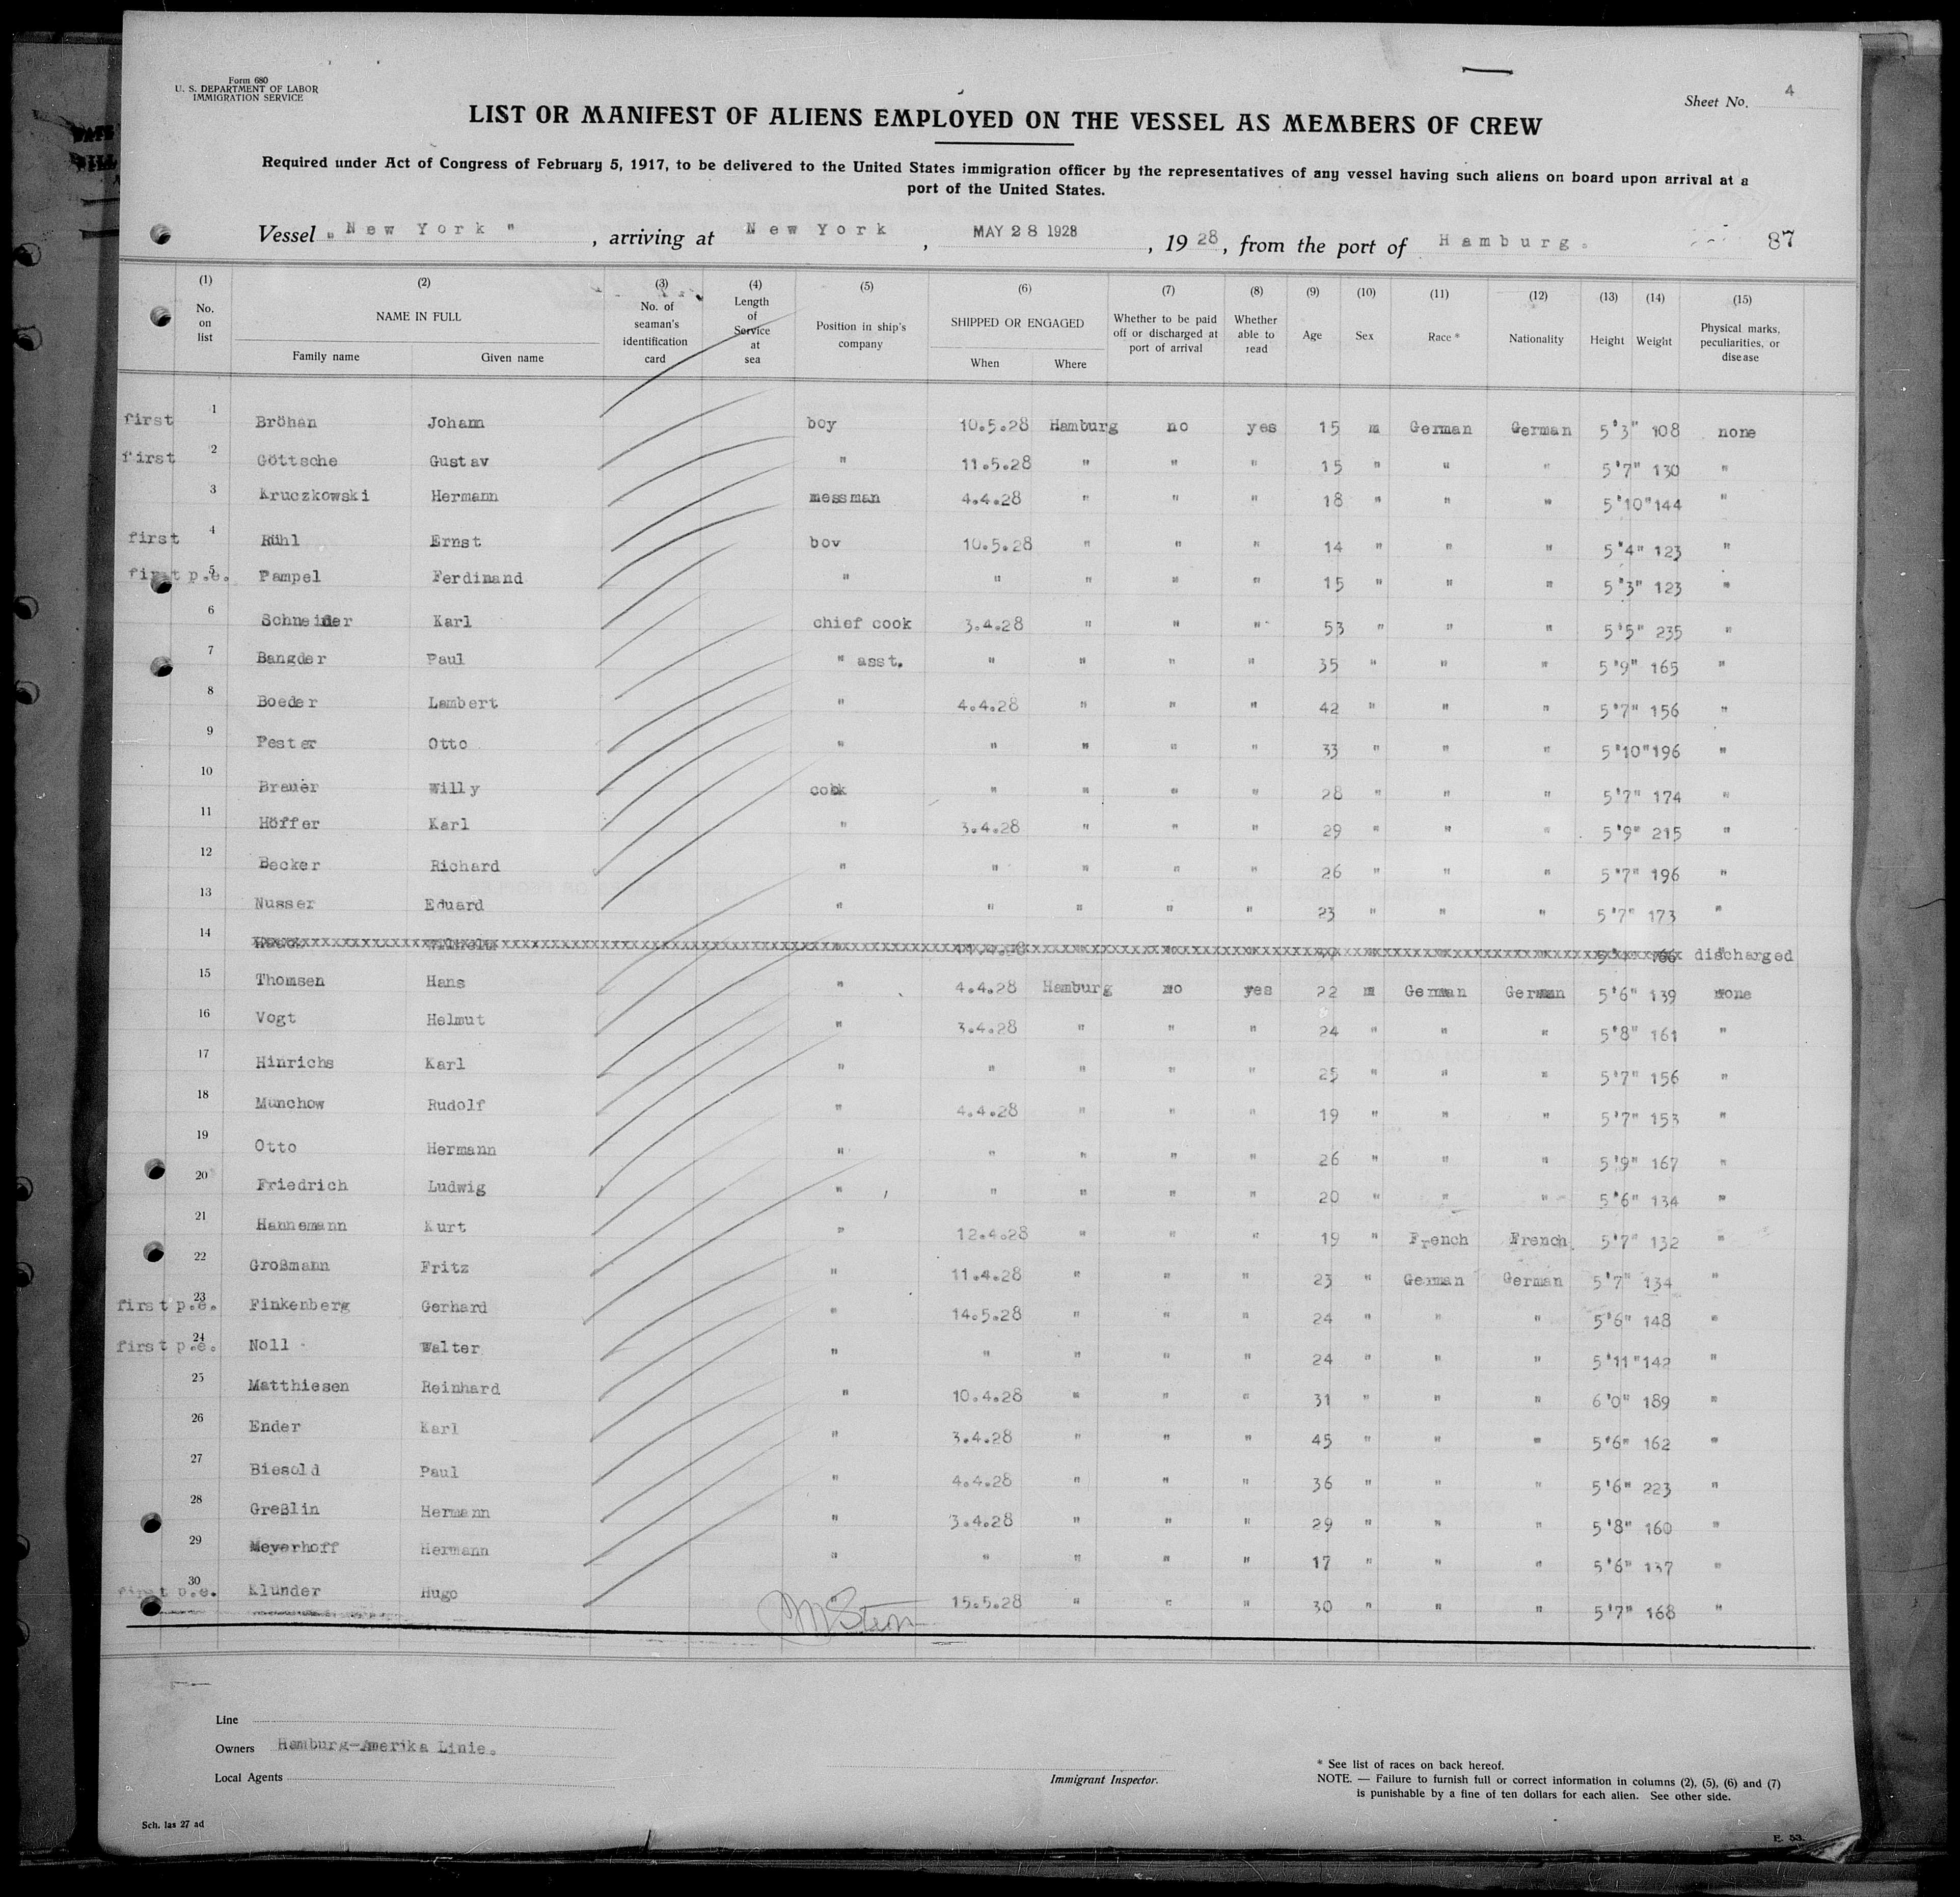 Form 680
U. S. DEPARTMENT OF LABOR
IMMIGRATION SERVICE
Sheet No. 4
LIST OR MANIFEST OF ALIENS EMPLOYED ON THE VESSEL AS MEMBERS OF CREW
Required under Act of Congress of February 5, 1917, to be delivered to the United States immigration officer by the representatives of any vessel having such aliens on board upon arrival at a
port of the United States.
Vessel „ New York " , arriving at New York , MAY 28 1928 , 1928, from the port of Hamburg. 87
(1) (2) (3) (4) (5) (6) (7) (8) (9) (10) (11) (12) (13) (14) (15)
No. on list NAME IN FULL Family name Given name No. of seaman's identification card Length of Service at sea Position in ship's company SHIPPED OR ENGAGED When Where Whether to be paid off or discharged at port of arrival Whether able to read Age Sex Race * Nationality Height Weight Physical marks, peculiarities, or disease
first 1 Bröhan Johann boy 10.5.28 Hamburg no yes 15 m German German 5'3" 108 none
first 2 Göttsche Gustav " 11.5.28 " " " 15 " " " 5'7" 130 "
3 Kruczkowski Hermann messman 4.4.28 " " " 18 " " " 5'10" 144 "
first 4 Rühl Ernst boy 10.5.28 " " " 14 " " " 5'4" 123 "
first p.e. 5 Pampel Ferdinand " " " " " 15 " " " 5'3" 123 "
6 Schneider Karl chief cook 3.4.28 " " " 53 " " " 5'5" 235 "
7 Bangder Paul " asst. " " " " 35 " " " 5'9" 165 "
8 Boeder Lambert " 4.4.28 " " " 42 " " " 5'7" 156 "
9 Pester Otto " " " " " 33 " " " 5'10" 196 "
10 Breuer Willy cook " " " " 28 " " " 5'7" 174 "
11 Höffer Karl " 3.4.28 " " " 29 " " " 5'9" 215 "
12 Becker Richard " " " " " 26 " " " 5'7" 196 "
13 Nusser Eduard " " " " " 23 " " " 5'7" 173 "
14 discharged
15 Thomsen Hans " 4.4.28 Hamburg no yes 22 m German German 5'6" 139 none
16 Vogt Helmut " 3.4.28 " " " 24 " " " 5'8" 161 "
17 Hinrichs Karl " " " " " 25 " " " 5'7" 156 "
18 Munchow Rudolf " 4.4.28 " " " 19 " " " 5'7" 153 "
19 Otto Hermann " " " " " 26 " " " 5'9" 167 "
20 Friedrich Ludwig " " " " " 20 " " " 5'6" 134 "
21 Hannemann Kurt " 12.4.28 " " " 19 " French French 5'7" 132 "
22 Großmann Fritz " 11.4.28 " " " 23 " German German 5'7" 134 "
first p.e. 23 Finkenberg Gerhard " 14.5.28 " " " 24 " " " 5'6" 148 "
first p.e. 24 Noll Walter " " " " " 24 " " " 5'11" 142 "
25 Matthiesen Reinhard " 10.4.28 " " " 31 " " " 6'0" 189 "
26 Ender Karl " 3.4.28 " " " 45 " " " 5'6" 162 "
27 Biesold Paul " 4.4.28 " " " 36 " " " 5'6" 223 "
28 Greßlin Hermann " 3.4.28 " " " 29 " " " 5'8" 160 "
29 Meyerhoff Hermann " " " " " 17 " " " 5'6" 137 "
first p.e. 30 Klünder Hugo " 15.5.28 " " " 30 " " " 5'7" 168 "
MStein
Line
Owners Hamburg-Amerika Linie.
Local Agents
Immigrant Inspector.
* See list of races on back hereof.
NOTE. — Failure to furnish full or correct information in columns (2), (5), (6) and (7)
is punishable by a fine of ten dollars for each alien. See other side.
Sch. las 27 ad
E. 53.